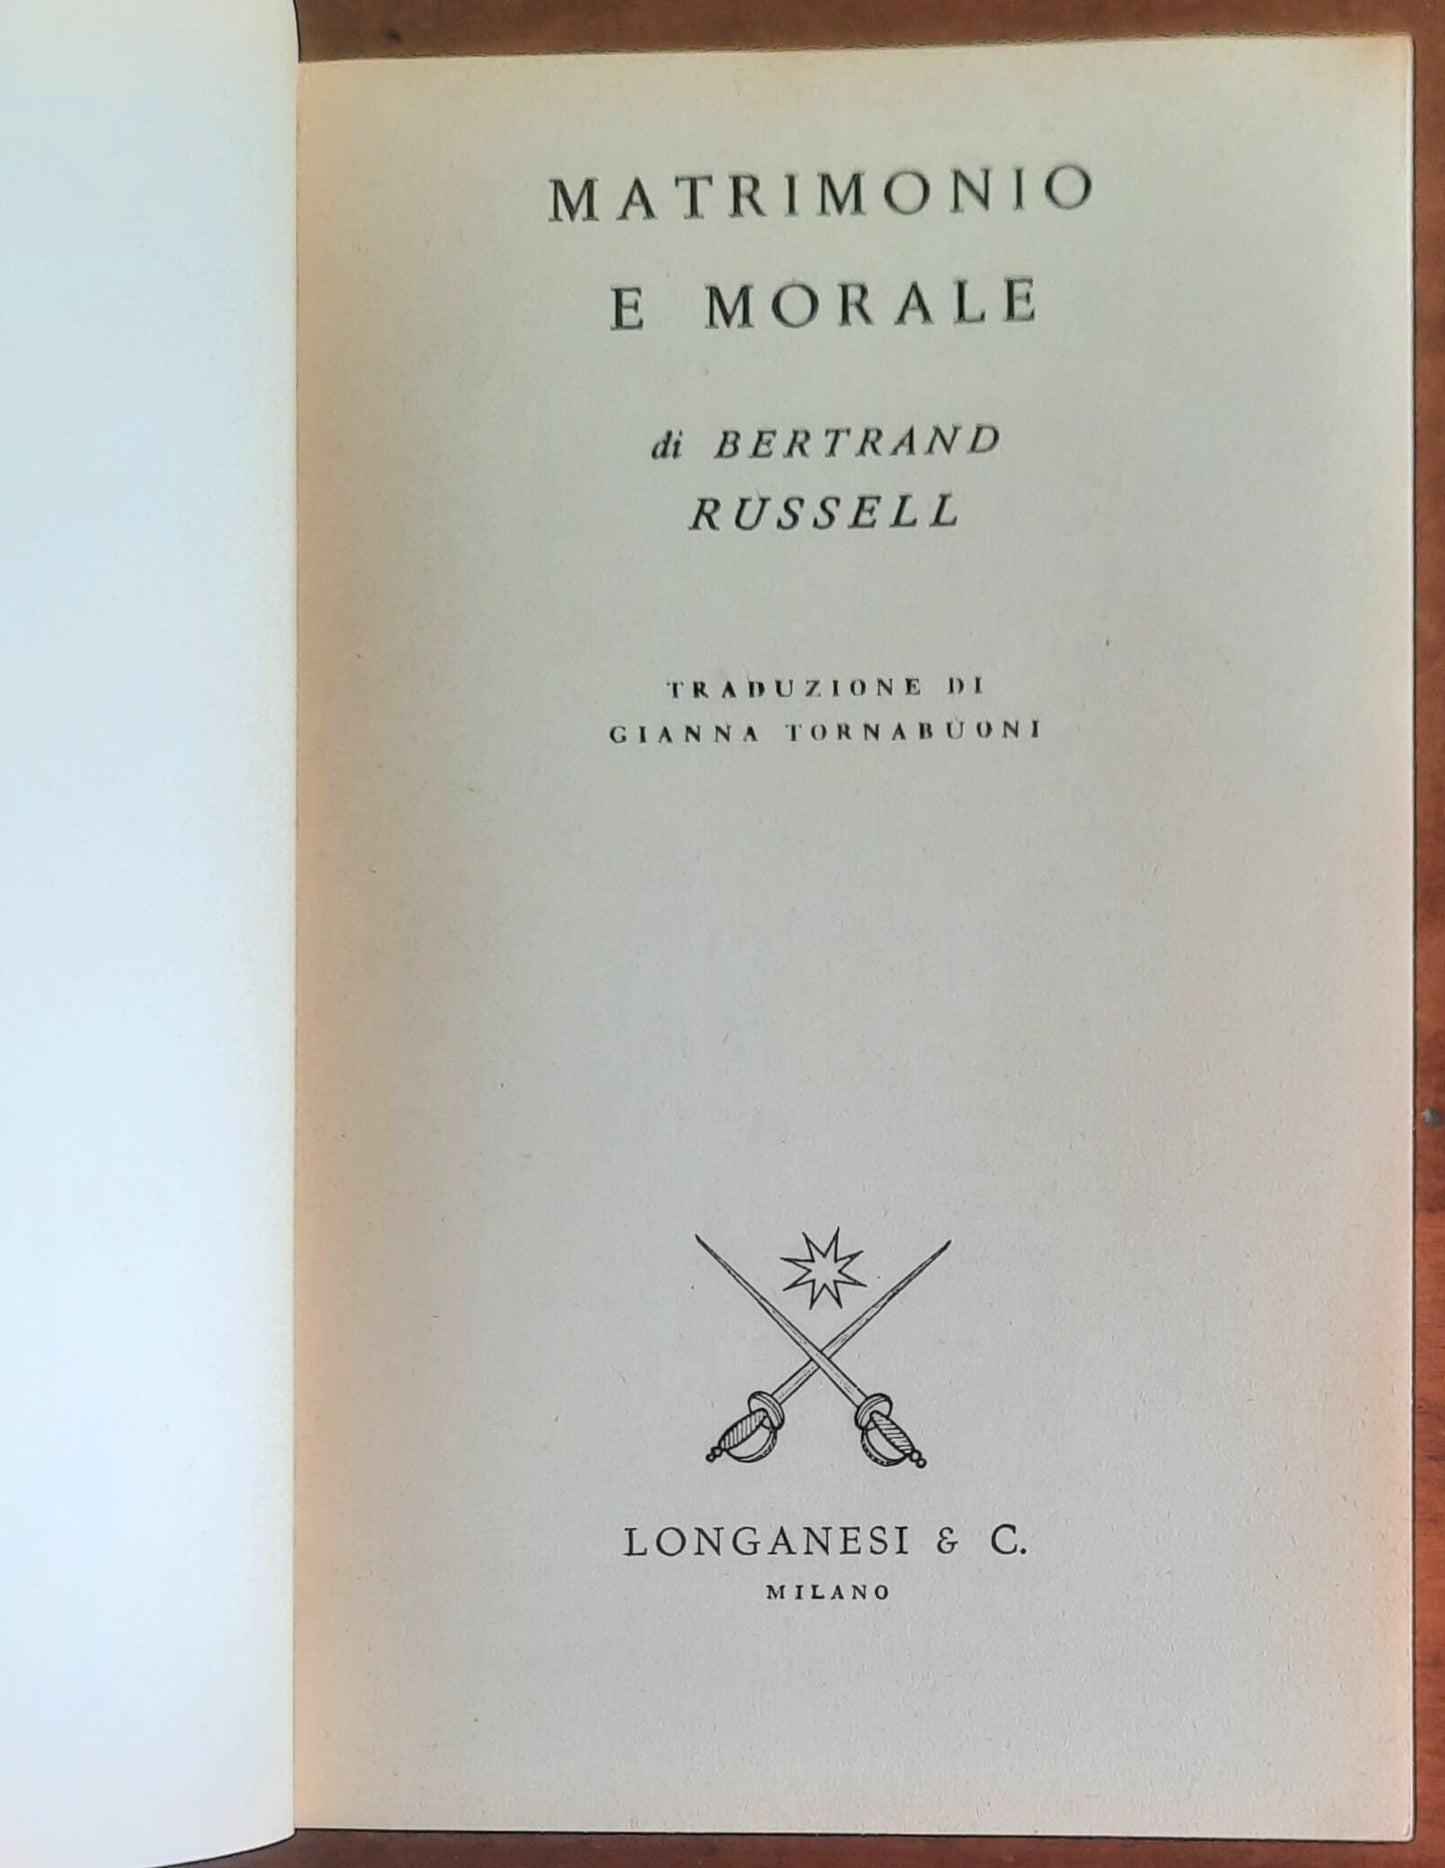 MATRIMONIO
E MORALE
di BERTRAND
RUSSELL
TRADUZIONE DI
GIANNA TORNABUONI
LONGANESI & C.
MILANO